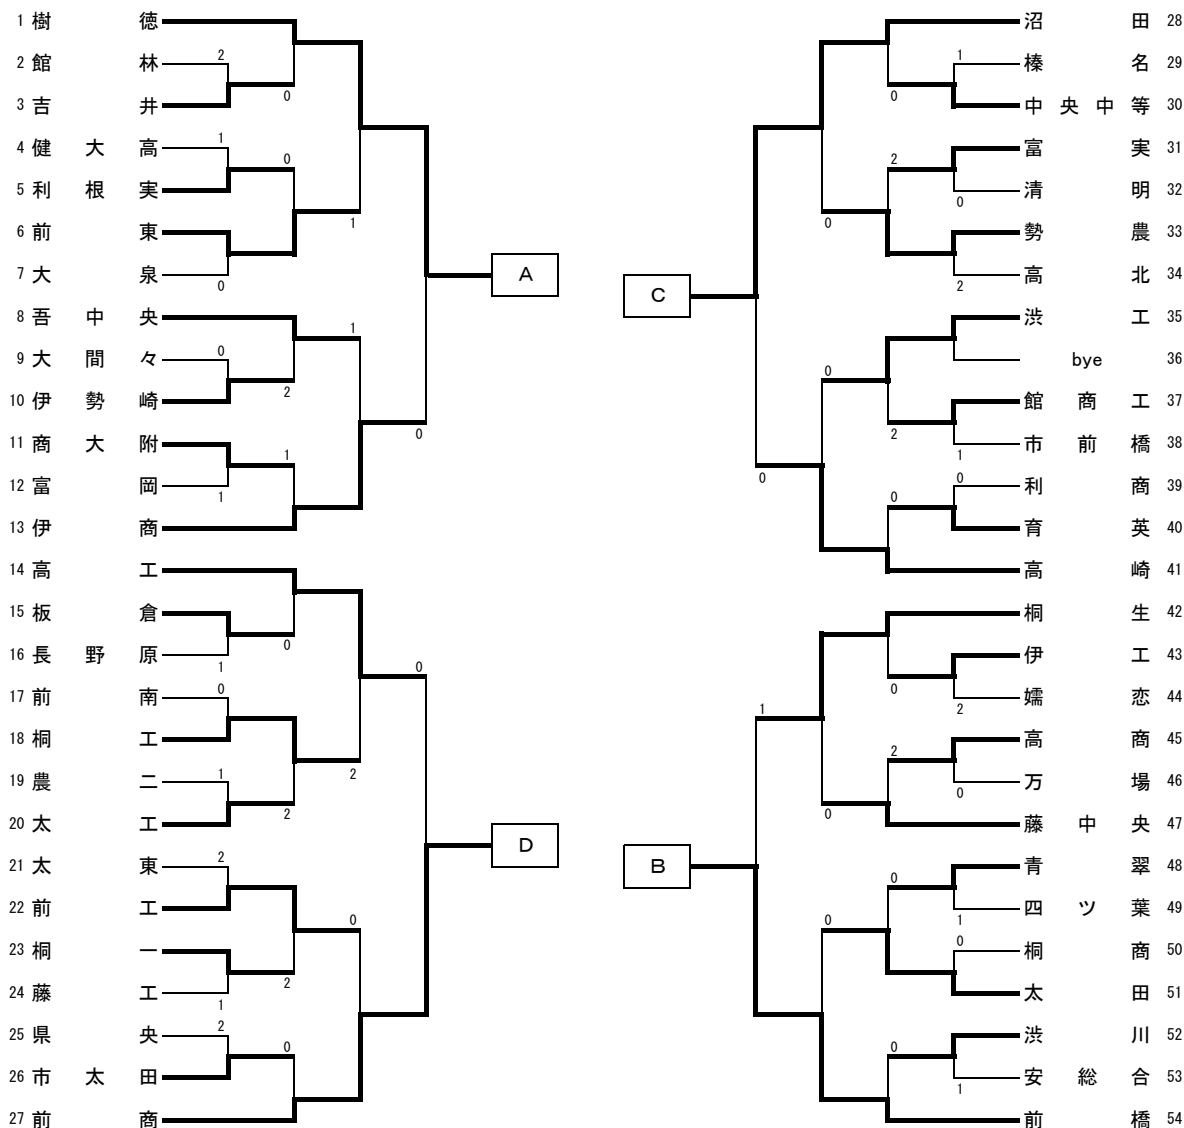 1 樹 徳
2 館 林 2
3 吉 井 0
4 健 大 高 1
0
5 利 根 実
6 前 東
1
7 大 泉 0
A
8 吾 中 央 1
9 大 間 々 0
10 伊 勢 崎 2
11 商 大 附 1
0
12 富 岡 1
13 伊 商
14 高 工
15 板 倉 0
16 長 野 原 1
0
17 前 南 0
18 桐 工
19 農 二 1
2
20 太 工 2
D
21 太 東 2
22 前 工 0
23 桐 一 2
24 藤 工 1
25 県 央 2
0
26 市 太 田
27 前 商
沼 田 28
1 榛 名 29
0 中 央 中 等 30
富 実 31
2
0 清 明 32
0 勢 農 33
2 高 北 34
C
渋 工 35
bye 36
0
館 商 工 37
2
1 市 前 橋 38
0
0 利 商 39
0
育 英 40
高 崎 41
桐 生 42
伊 工 43
0
2 嬬 恋 44
1
高 商 45
2
0 万 場 46
0 藤 中 央 47
B
青 翠 48
0
1 四 ツ 葉 49
0
0 桐 商 50
太 田 51
渋 川 52
0
1 安 総 合 53
前 橋 54